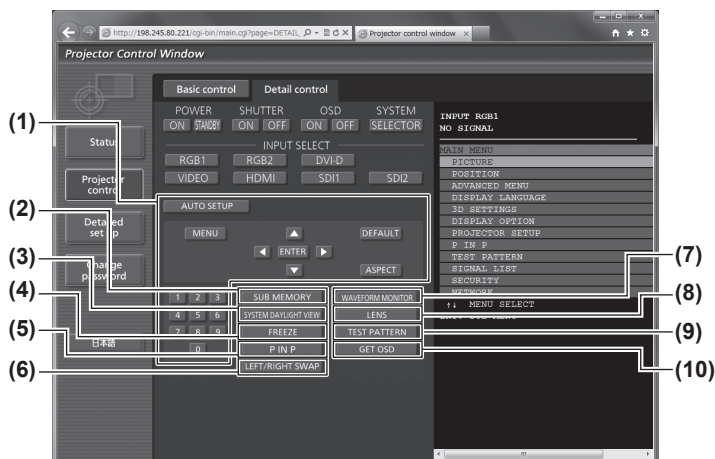 http://198.245.80.221/cgi-bin/main.cgi?page=DETAIL_
Projector control window
Projector Control Window
Basic control
Detail control
POWER
SHUTTER
OSD
SYSTEM
ON
STANDBY
ON
OFF
ON
OFF
SELECTOR
INPUT SELECT
RGB1
RGB2
DVI-D
VIDEO
HDMI
SDI1
SDI2
AUTO SETUP
MENU
DEFAULT
ENTER
ASPECT
1 2 3
4 5 6
7 8 9
0
SUB MEMORY
SYSTEM DAYLIGHT VIEW
FREEZE
P IN P
LEFT/RIGHT SWAP
WAVEFORM MONITOR
LENS
TEST PATTERN
GET OSD
Status
Projector
control
Detailed
set up
Change
password
日本語
INPUT RGB1
NO SIGNAL
MAIN MENU
PICTURE
POSITION
ADVANCED MENU
DISPLAY LANGUAGE
3D SETTINGS
DISPLAY OPTION
PROJECTOR SETUP
P IN P
TEST PATTERN
SIGNAL LIST
SECURITY
NETWORK
↑↓ MENU SELECT
(1)
(2)
(3)
(4)
(5)
(6)
(7)
(8)
(9)
(10)